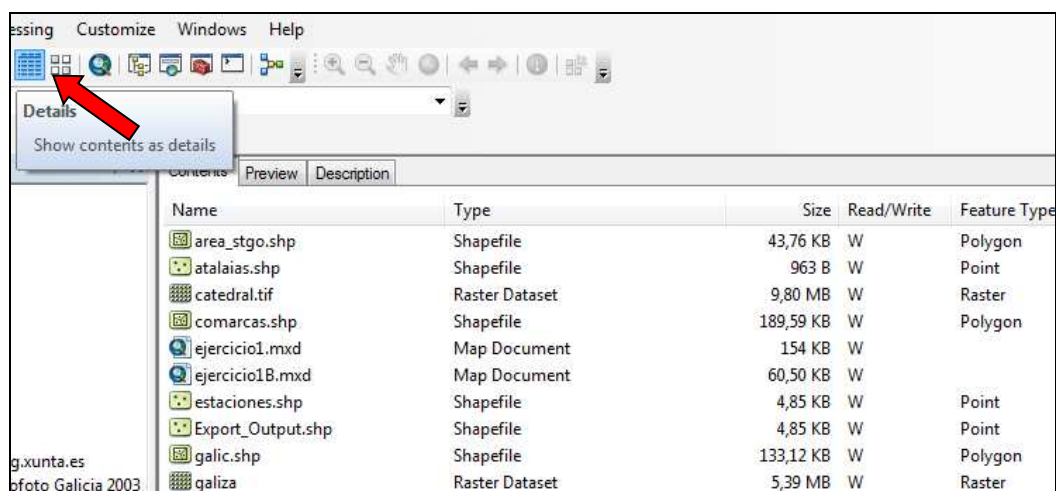 essing Customize Windows Help
Details
Show contents as details
Contents Preview Description
Name Type Size Read/Write Feature Type
area_stgo.shp Shapefile 43,76 KB W Polygon
atalaias.shp Shapefile 963 B W Point
catedral.tif Raster Dataset 9,80 MB W Raster
comarcas.shp Shapefile 189,59 KB W Polygon
ejercicio1.mxd Map Document 154 KB W
ejercicio1B.mxd Map Document 60,50 KB W
estaciones.shp Shapefile 4,85 KB W Point
Export_Output.shp Shapefile 4,85 KB W Point
galic.shp Shapefile 133,12 KB W Polygon
g.xunta.es
ofoto Galicia 2003 galiza Raster Dataset 5,39 MB W Raster